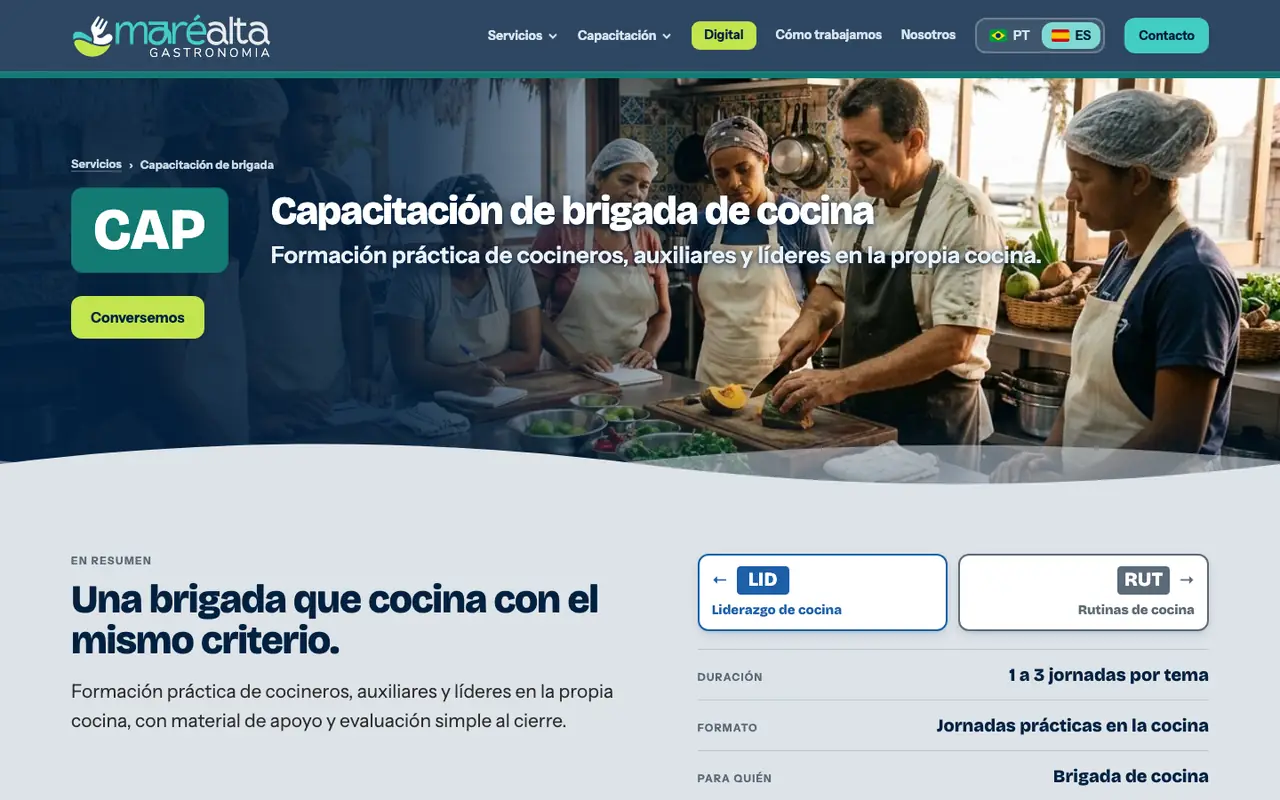 maréalta
GASTRONOMIA
Servicios
Capacitación
Digital
Cómo trabajamos
Nosotros
PT
ES
Contacto
Servicios › Capacitación de brigada
CAP
Capacitación de brigada de cocina
Formación práctica de cocineros, auxiliares y líderes en la propia cocina.
Conversemos
EN RESUMEN
Una brigada que cocina con el
mismo criterio.
Formación práctica de cocineros, auxiliares y líderes en la propia
cocina, con material de apoyo y evaluación simple al cierre.
← LID
Liderazgo de cocina
RUT →
Rutinas de cocina
DURACIÓN
1 a 3 jornadas por tema
FORMATO
Jornadas prácticas en la cocina
PARA QUIÉN
Brigada de cocina